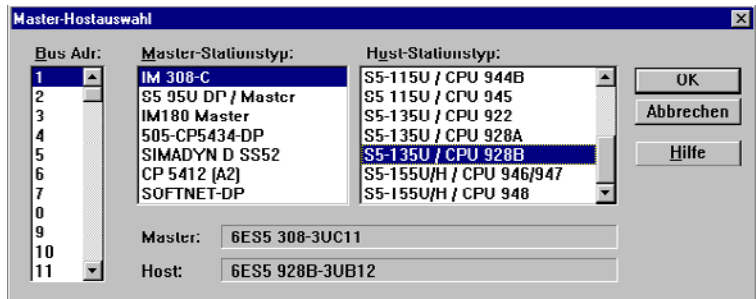 Master-Hostauswahl
Bus Adr:
1
2
3
4
5
6
7
8
9
10
11
Master-Stationstyp:
IM 308-C
S5 95U DP / Master
IM180 Master
505-CP5434-DP
SIMADYN D SS52
CP 5412 (A2)
SOFTNET-DP
Host-Stationstyp:
S5-115U / CPU 944B
S5 115U / CPU 945
S5-135U / CPU 922
S5-135U / CPU 928A
S5-135U / CPU 928B
S5-155U/H / CPU 946/947
S5-155U/H / CPU 948
OK
Abbrechen
Hilfe
Master: 6ES5 308-3UC11
Host: 6ES5 928B-3UB12